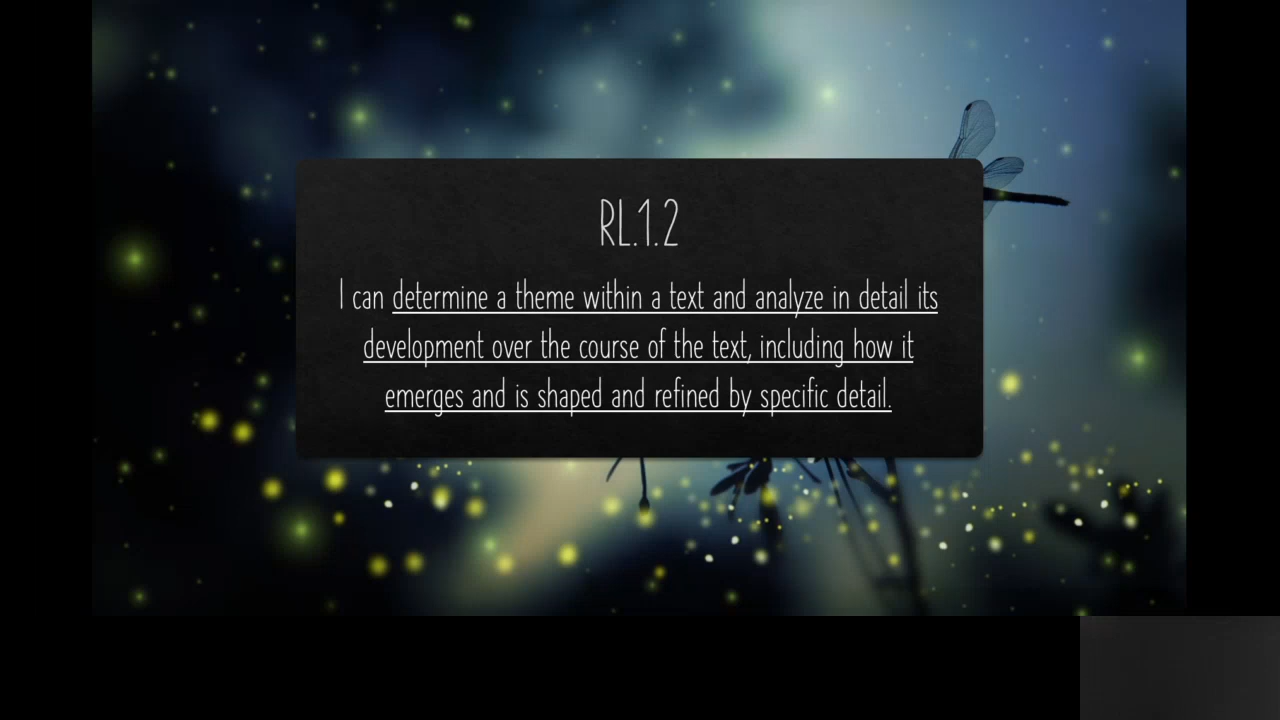 RL.1.2
I can determine a theme within a text and analyze in detail its
development over the course of the text, including how it
emerges and is shaped and refined by specific detail.